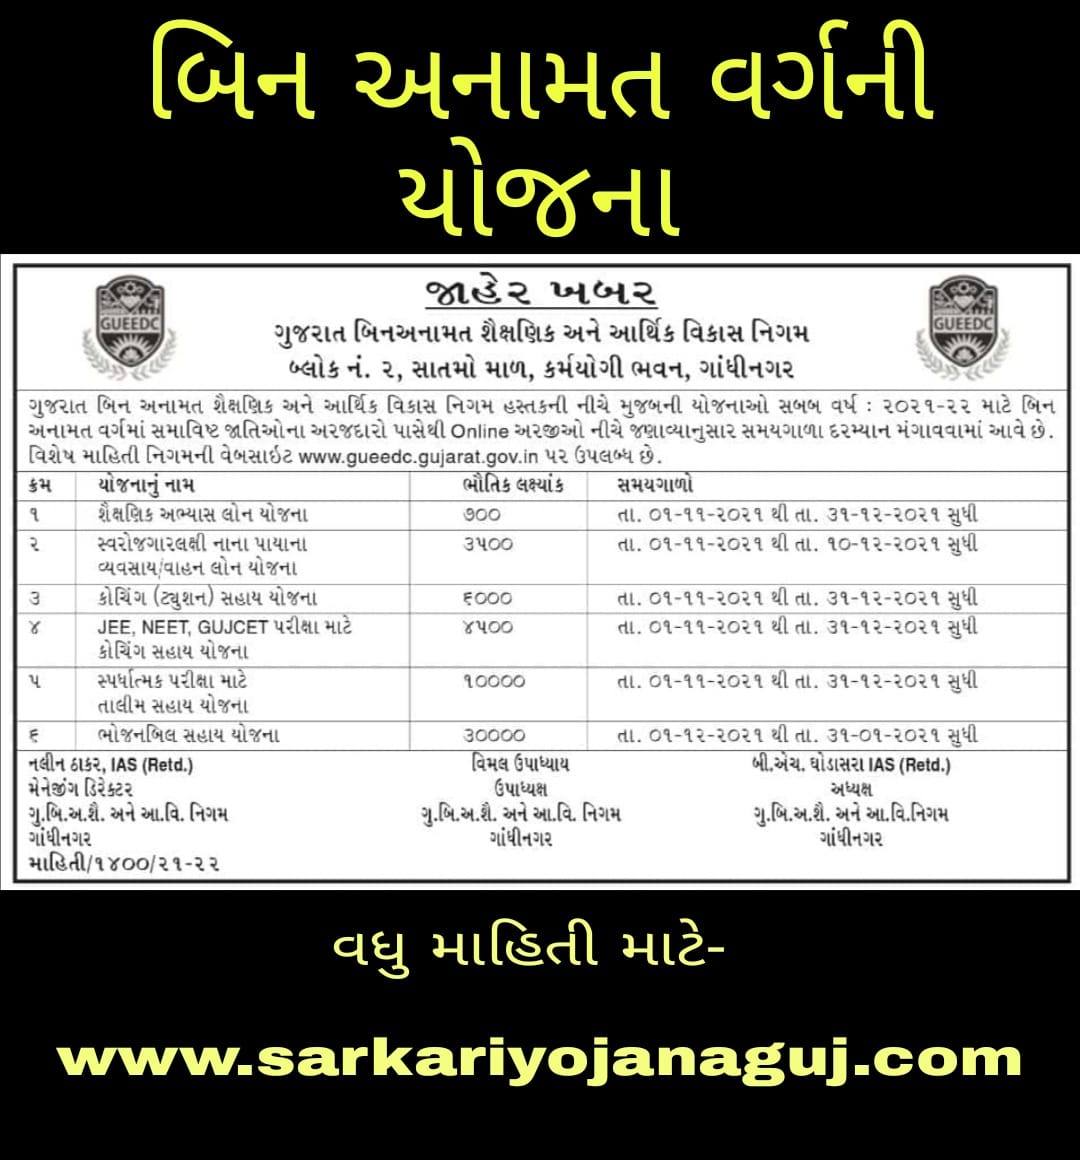 બિન અનામત વર્ગની
યોજના
જાહેર ખબર
GUEEDC
GUEEDC
ગુજરાત બિનઅનામત શૈક્ષણિક અને આર્થિક વિકાસ નિગમ
બ્લોક નં. ૨, સાતમો માળ, કર્મયોગી ભવન, ગાંધીનગર
ગુજરાત બિન અનામત શૈક્ષણિક અને આર્થિક વિકાસ નિગમ હસ્તકની નીચે મુજબની યોજનાઓ સબબ વર્ષ : ૨૦૨૧-૨૨ માટે બિન
અનામત વર્ગમાં સમાવિષ્ટ જાતિઓના અરજદારો પાસેથી Online અરજીઓ નીચે જણાવ્યાનુસાર સમયગાળા દરમ્યાન મંગાવવામાં આવે છે.
વિશેષ માહિતી નિગમની વેબસાઈટ www.gueedc.gujarat.gov.in પર ઉપલબ્ધ છે.
ક્રમ યોજનાનું નામ ભૌતિક લક્ષ્યાંક સમયગાળો
૧ શૈક્ષણિક અભ્યાસ લોન યોજના ૭૦૦ તા. ૦૧-૧૧-૨૦૨૧ થી તા. ૩૧-૧૨-૨૦૨૧ સુધી
૨ સ્વરોજગારલક્ષી નાના પાયાના ૩૫૦૦ તા. ૦૧-૧૧-૨૦૨૧ થી તા. ૧૦-૧૨-૨૦૨૧ સુધી
વ્યવસાય/વાહન લોન યોજના
૩ કોચિંગ (ટ્યુશન) સહાય યોજના ૬૦૦૦ તા. ૦૧-૧૧-૨૦૨૧ થી તા. ૩૧-૧૨-૨૦૨૧ સુધી
૪ JEE, NEET, GUJCET પરીક્ષા માટે ૪૫૦૦ તા. ૦૧-૧૧-૨૦૨૧ થી તા. ૩૧-૧૨-૨૦૨૧ સુધી
કોચિંગ સહાય યોજના
૫ સ્પર્ધાત્મક પરીક્ષા માટે ૧૦૦૦૦ તા. ૦૧-૧૧-૨૦૨૧ થી તા. ૩૧-૧૨-૨૦૨૧ સુધી
તાલીમ સહાય યોજના
૬ ભોજનબિલ સહાય યોજના ૩૦૦૦૦ તા. ૦૧-૧૨-૨૦૨૧ થી તા. ૩૧-૦૧-૨૦૨૧ સુધી
નલીન ઠાકર, IAS (Retd.) વિમલ ઉપાધ્યાય બી.એચ. ઘોડાસરા IAS (Retd.)
મેનેજીંગ ડિરેક્ટર ઉપાધ્યક્ષ અધ્યક્ષ
ગુ.બિ.અ.શૈ. અને આ.વિ. નિગમ ગુ.બિ.અ.શૈ. અને આ.વિ. નિગમ ગુ.બિ.અ.શૈ. અને આ.વિ.નિગમ
ગાંધીનગર ગાંધીનગર ગાંધીનગર
માહિતી/૧૪૦૦/૨૧-૨૨
વધુ માહિતી માટે-
www.sarkariyojanaguj.com